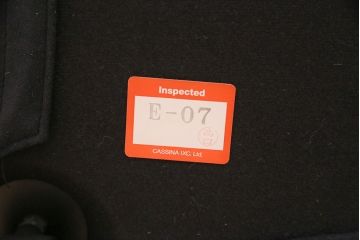 Inspected
E-07
CASSINA IXC. Ltd.